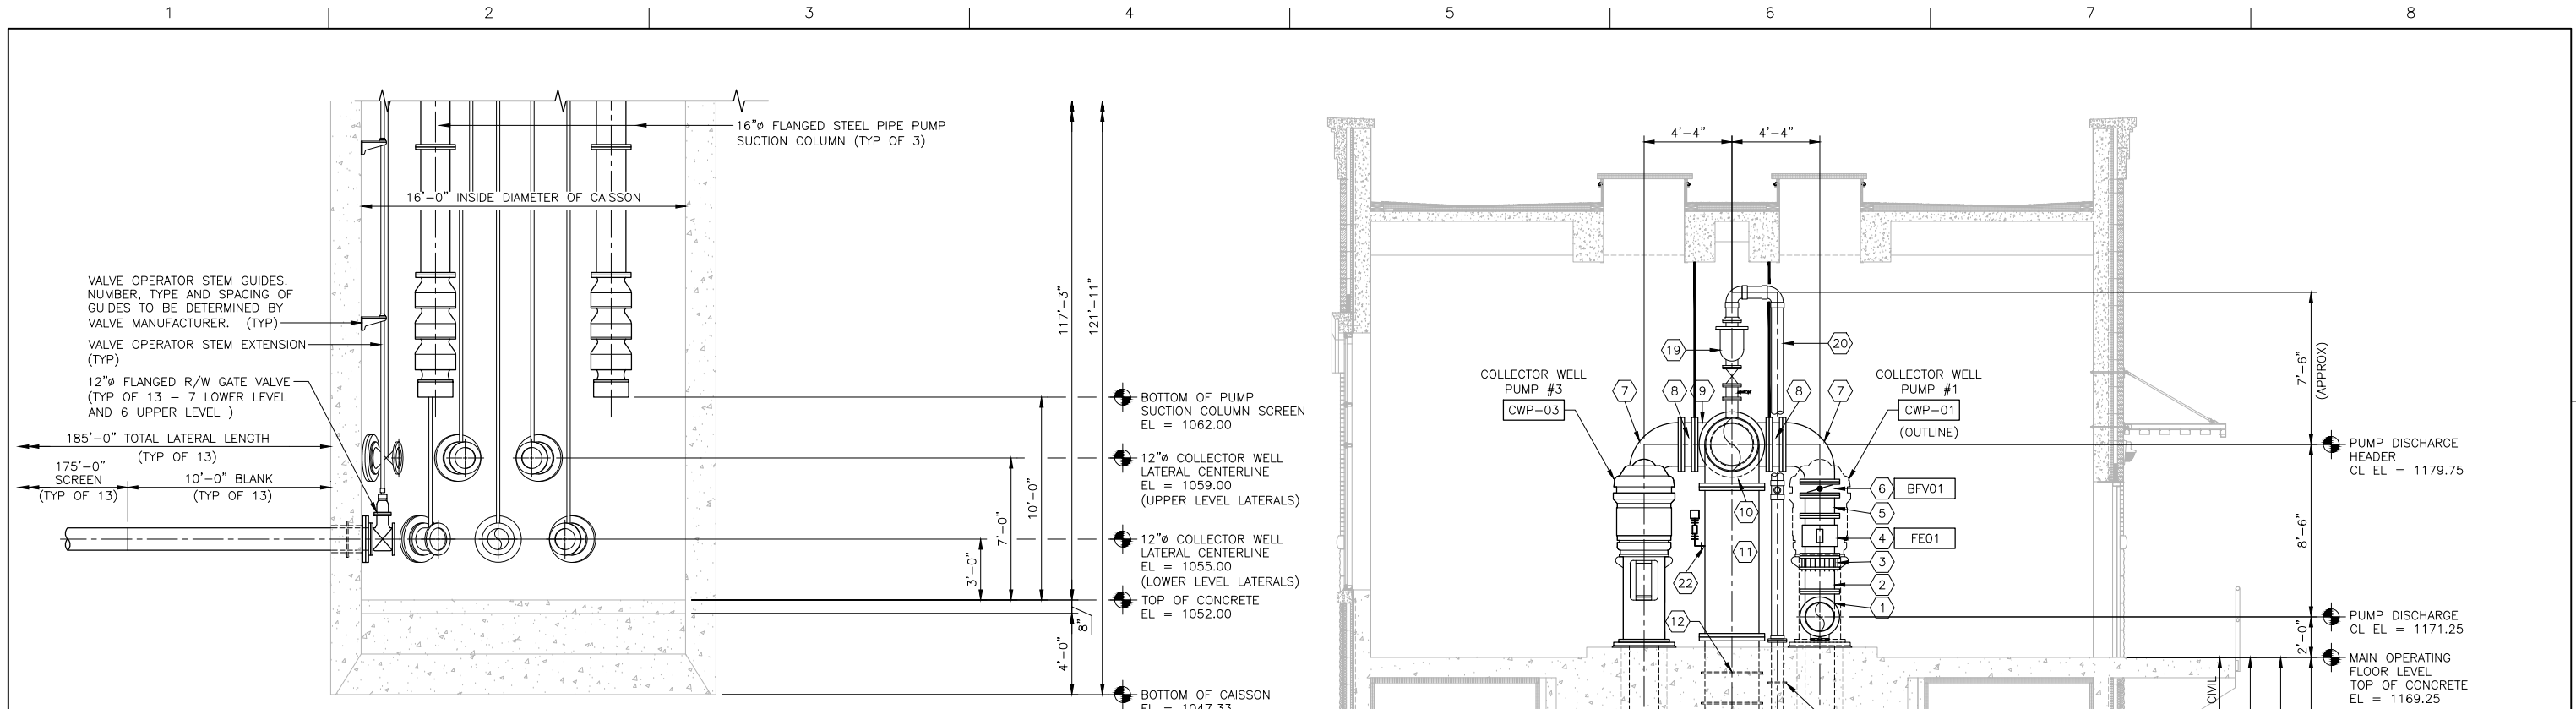 1
2
3
4
5
6
7
8
16"ø FLANGED STEEL PIPE PUMP
SUCTION COLUMN (TYP OF 3)
16'-0" INSIDE DIAMETER OF CAISSON
VALVE OPERATOR STEM GUIDES.
NUMBER, TYPE AND SPACING OF
GUIDES TO BE DETERMINED BY
VALVE MANUFACTURER. (TYP)
VALVE OPERATOR STEM EXTENSION
(TYP)
12"ø FLANGED R/W GATE VALVE
(TYP OF 13 – 7 LOWER LEVEL
AND 6 UPPER LEVEL )
185'-0" TOTAL LATERAL LENGTH
(TYP OF 13)
175'-0"
SCREEN
(TYP OF 13)
10'-0" BLANK
(TYP OF 13)
117'-3"
121'-11"
10'-0"
7'-0"
3'-0"
8"
4'-0"
BOTTOM OF PUMP
SUCTION COLUMN SCREEN
EL = 1062.00
12"ø COLLECTOR WELL
LATERAL CENTERLINE
EL = 1059.00
(UPPER LEVEL LATERALS)
12"ø COLLECTOR WELL
LATERAL CENTERLINE
EL = 1055.00
(LOWER LEVEL LATERALS)
TOP OF CONCRETE
EL = 1052.00
BOTTOM OF CAISSON
EL = 1047.33
4'-4"
4'-4"
19
20
COLLECTOR WELL
PUMP #3
CWP-03
7
8
9
8
7
COLLECTOR WELL
PUMP #1
CWP-01
(OUTLINE)
6
BFV01
10
5
4
FE01
11
3
22
2
1
12
7'-6"
(APPROX)
8'-6"
2'-0"
CIVIL
PUMP DISCHARGE
HEADER
CL EL = 1179.75
PUMP DISCHARGE
CL EL = 1171.25
MAIN OPERATING
FLOOR LEVEL
TOP OF CONCRETE
EL = 1169.25